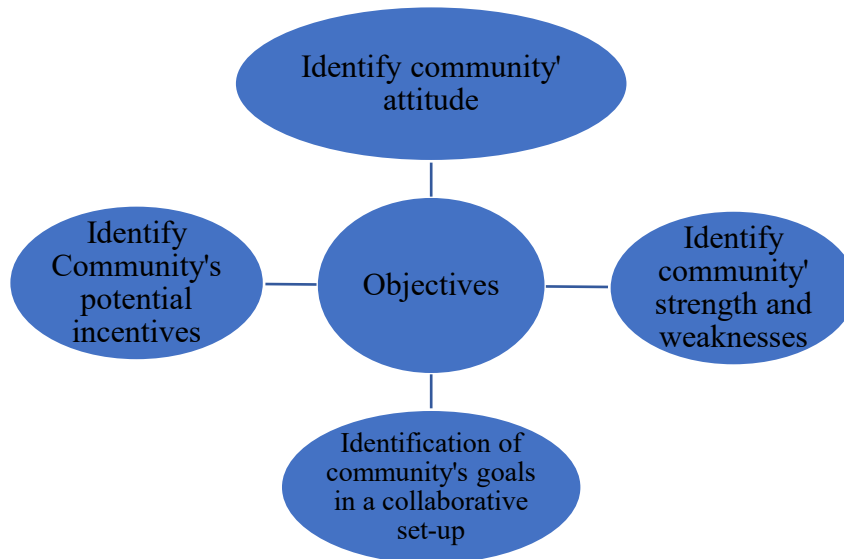 Identify community'
attitude
Identify
Community's
potential
incentives
Objectives
Identify
community'
strength and
weaknesses
Identification of
community's goals
in a collaborative
set-up